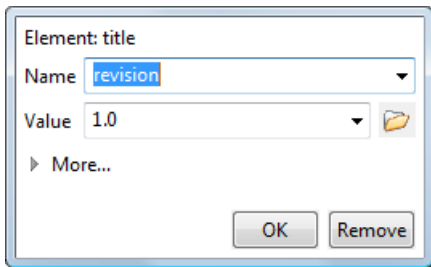 Element: title
Name revision
Value 1.0
More...
OK Remove